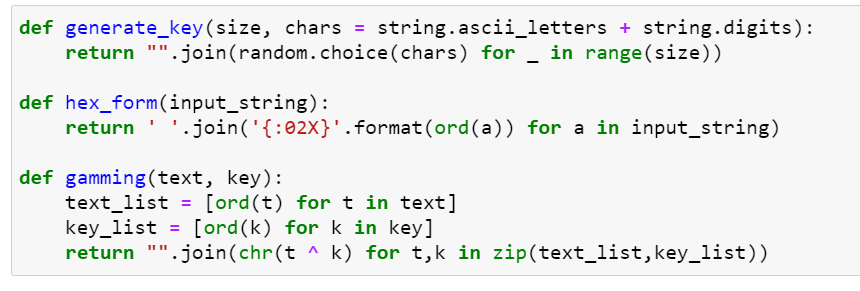 def generate_key(size, chars = string.ascii_letters + string.digits):
    return "".join(random.choice(chars) for _ in range(size))

def hex_form(input_string):
    return ' '.join('{:02X}'.format(ord(a)) for a in input_string)

def gamming(text, key):
    text_list = [ord(t) for t in text]
    key_list = [ord(k) for k in key]
    return "".join(chr(t ^ k) for t,k in zip(text_list,key_list))